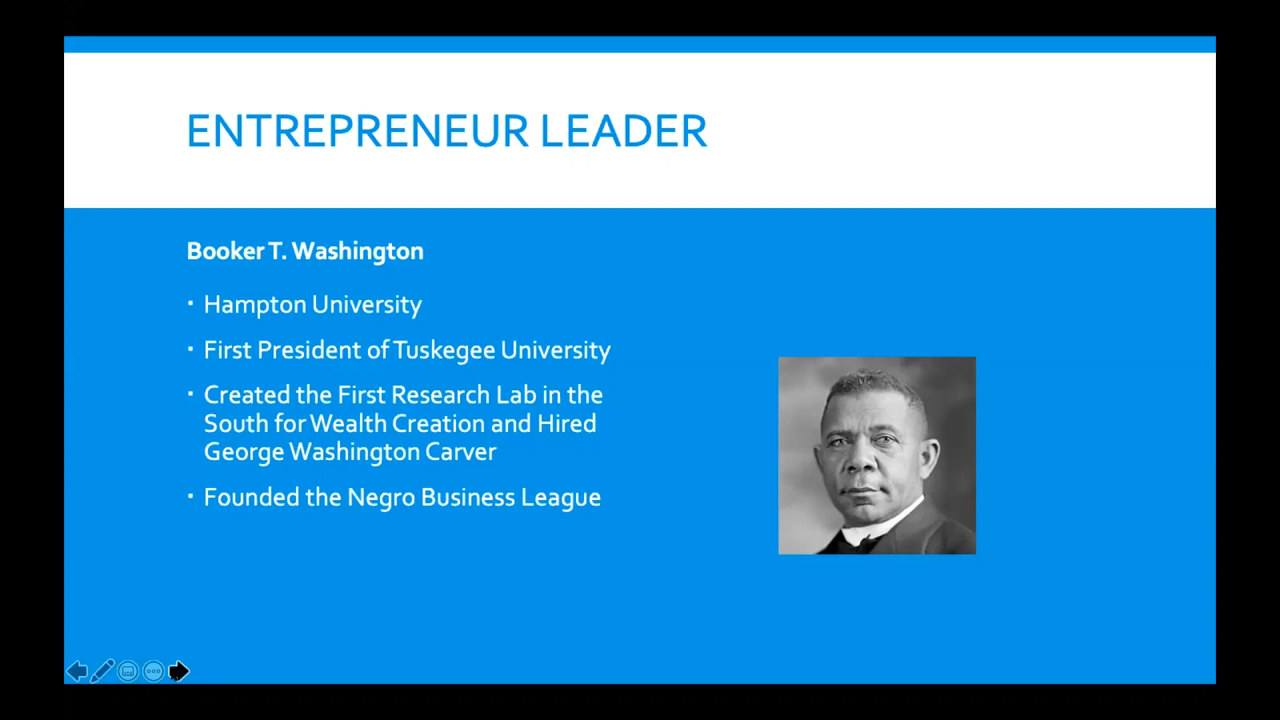 ENTREPRENEUR LEADER
Booker T. Washington
▪ Hampton University
▪ First President of Tuskegee University
▪ Created the First Research Lab in the
South for Wealth Creation and Hired
George Washington Carver
▪ Founded the Negro Business League